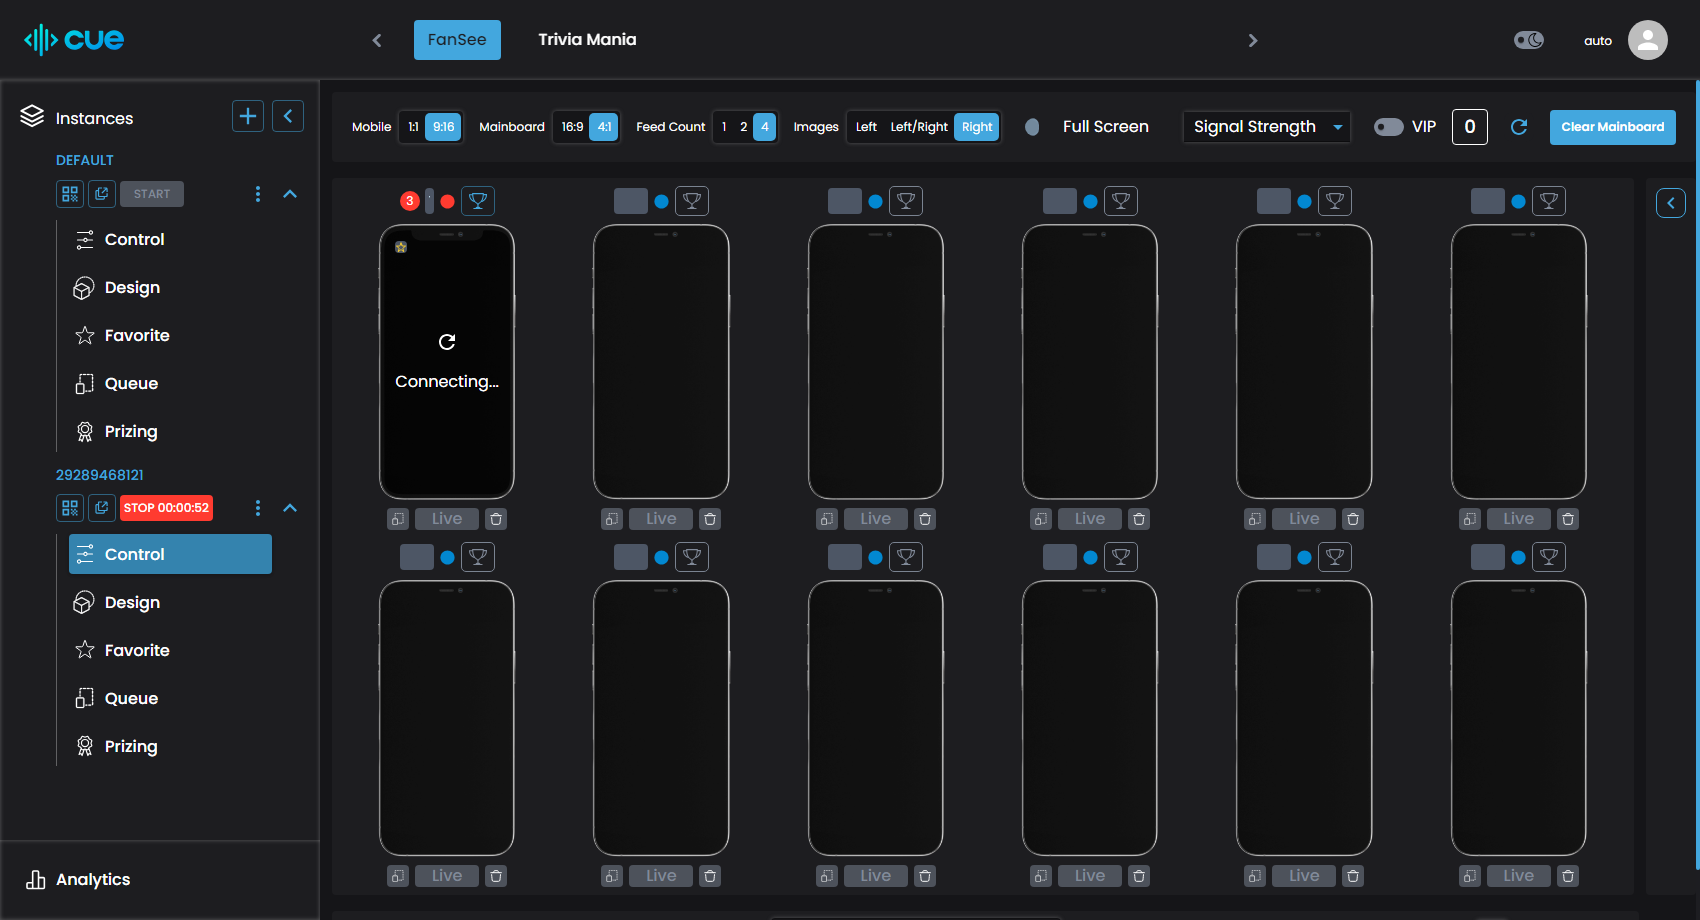 cue
FanSee
Trivia Mania
auto
Instances
DEFAULT
START
Control
Design
Favorite
Queue
Prizing
29289468121
STOP 00:00:52
Control
Design
Favorite
Queue
Prizing
Analytics
Mobile 1:1 9:16 Mainboard 16:9 4:1 Feed Count 1 2 4 Images Left Left/Right Right Full Screen Signal Strength VIP 0 Clear Mainboard
3
Connecting...
Live Live Live Live Live Live
Live Live Live Live Live Live